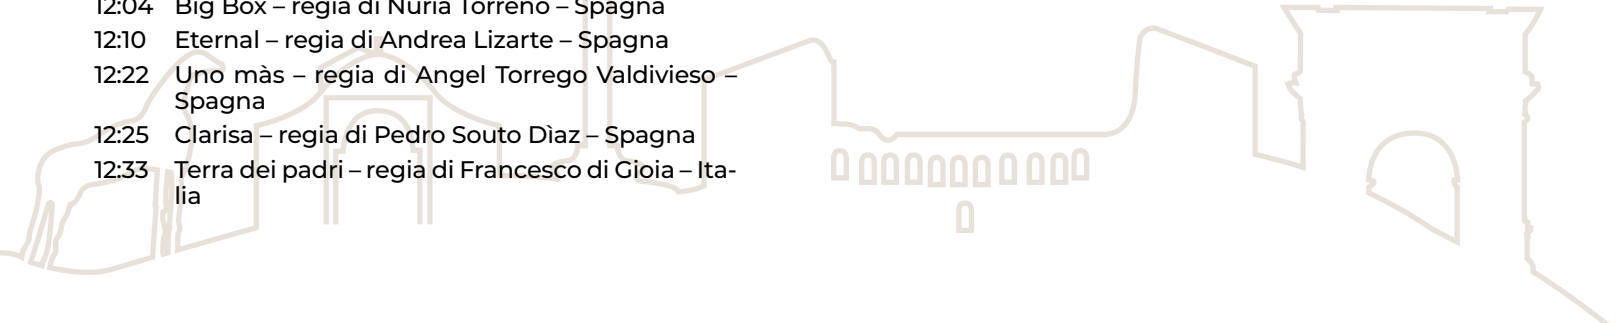 12:04 Big Box – regia di Nuria Torreño – Spagna
12:10 Eternal – regia di Andrea Lizarte – Spagna
12:22 Uno màs – regia di Angel Torrego Valdivieso –
Spagna
12:25 Clarisa – regia di Pedro Souto Dìaz – Spagna
12:33 Terra dei padri – regia di Francesco di Gioia – Ita-
lia